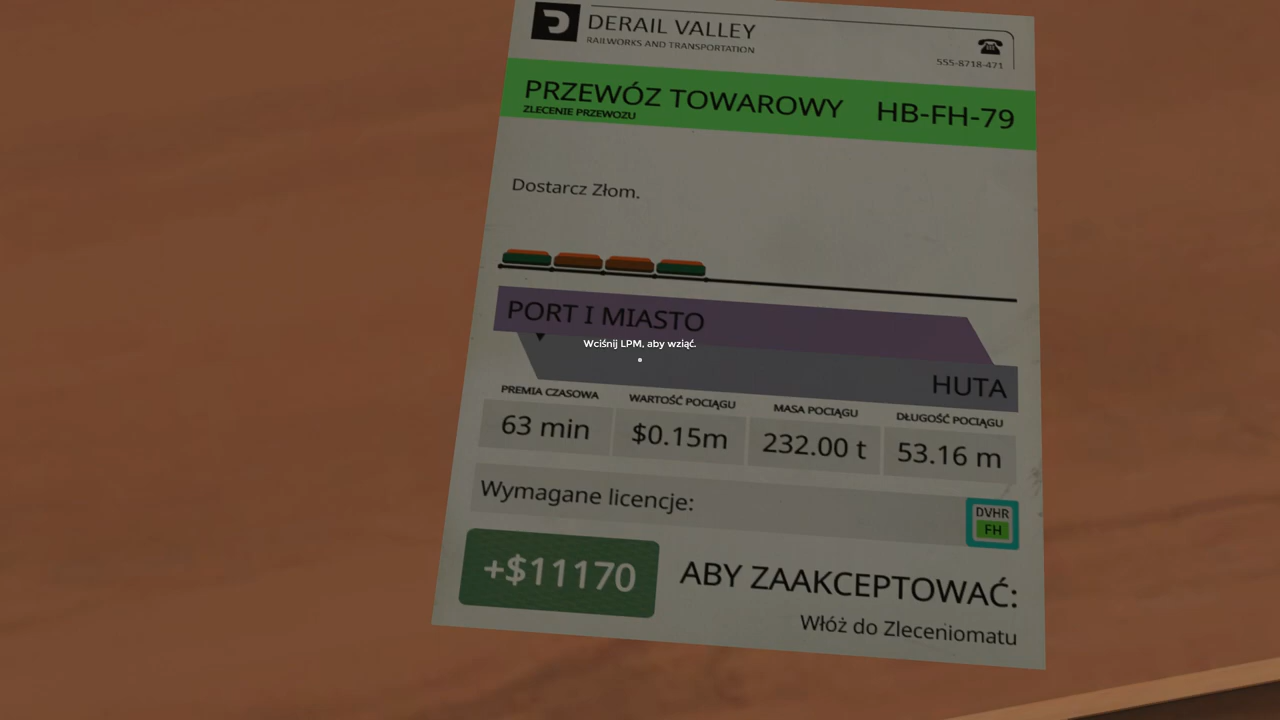 DERAIL VALLEY
RAILWORKS AND TRANSPORTATION
555-8718-471
PRZEWÓZ TOWAROWY HB-FH-79
ZLECENIE PRZEWOZU
Dostarcz Złom.
PORT I MIASTO
Wciśnij LPM, aby wziąć.
HUTA
PREMIA CZASOWA WARTOŚĆ POCIĄGU MASA POCIĄGU DŁUGOŚĆ POCIĄGU
63 min $0.15m 232.00 t 53.16 m
Wymagane licencje:
DVHR
FH
+$11170
ABY ZAAKCEPTOWAĆ:
Włóż do Zleceniomatu